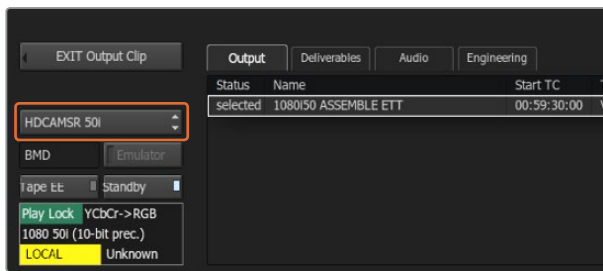 EXIT Output Clip
Output Deliverables Audio Engineering
Status Name Start TC
selected 1080I50 ASSEMBLE ETT 00:59:30:00
HDCAMSR 50i
BMD Emulator
Tape EE Standby
Play Lock YCbCr->RGB
1080 50i (10-bit prec.)
LOCAL Unknown